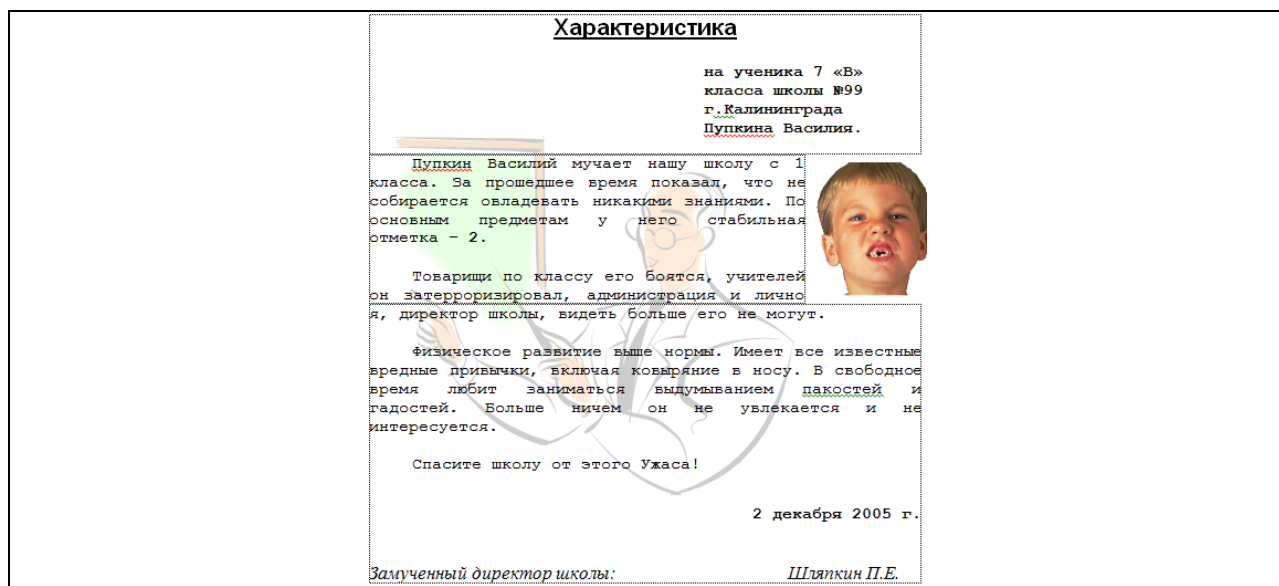 Характеристика
на ученика 7 «В»
класса школы №99
г.Калининграда
Пупкина Василия.
Пупкин Василий мучает нашу школу с 1
класса. За прошедшее время показал, что не
собирается овладевать никакими знаниями. По
основным предметам у него стабильная
отметка – 2.
Товарищи по классу его боятся, учителей
он затерроризировал, администрация и лично
я, директор школы, видеть больше его не могут.
Физическое развитие выше нормы. Имеет все известные
вредные привычки, включая ковыряние в носу. В свободное
время любит заниматься выдумыванием пакостей и
гадостей. Больше ничем он не увлекается и не
интересуется.
Спасите школу от этого Ужаса!
2 декабря 2005 г.
Замученный директор школы: Шляпкин П.Е.